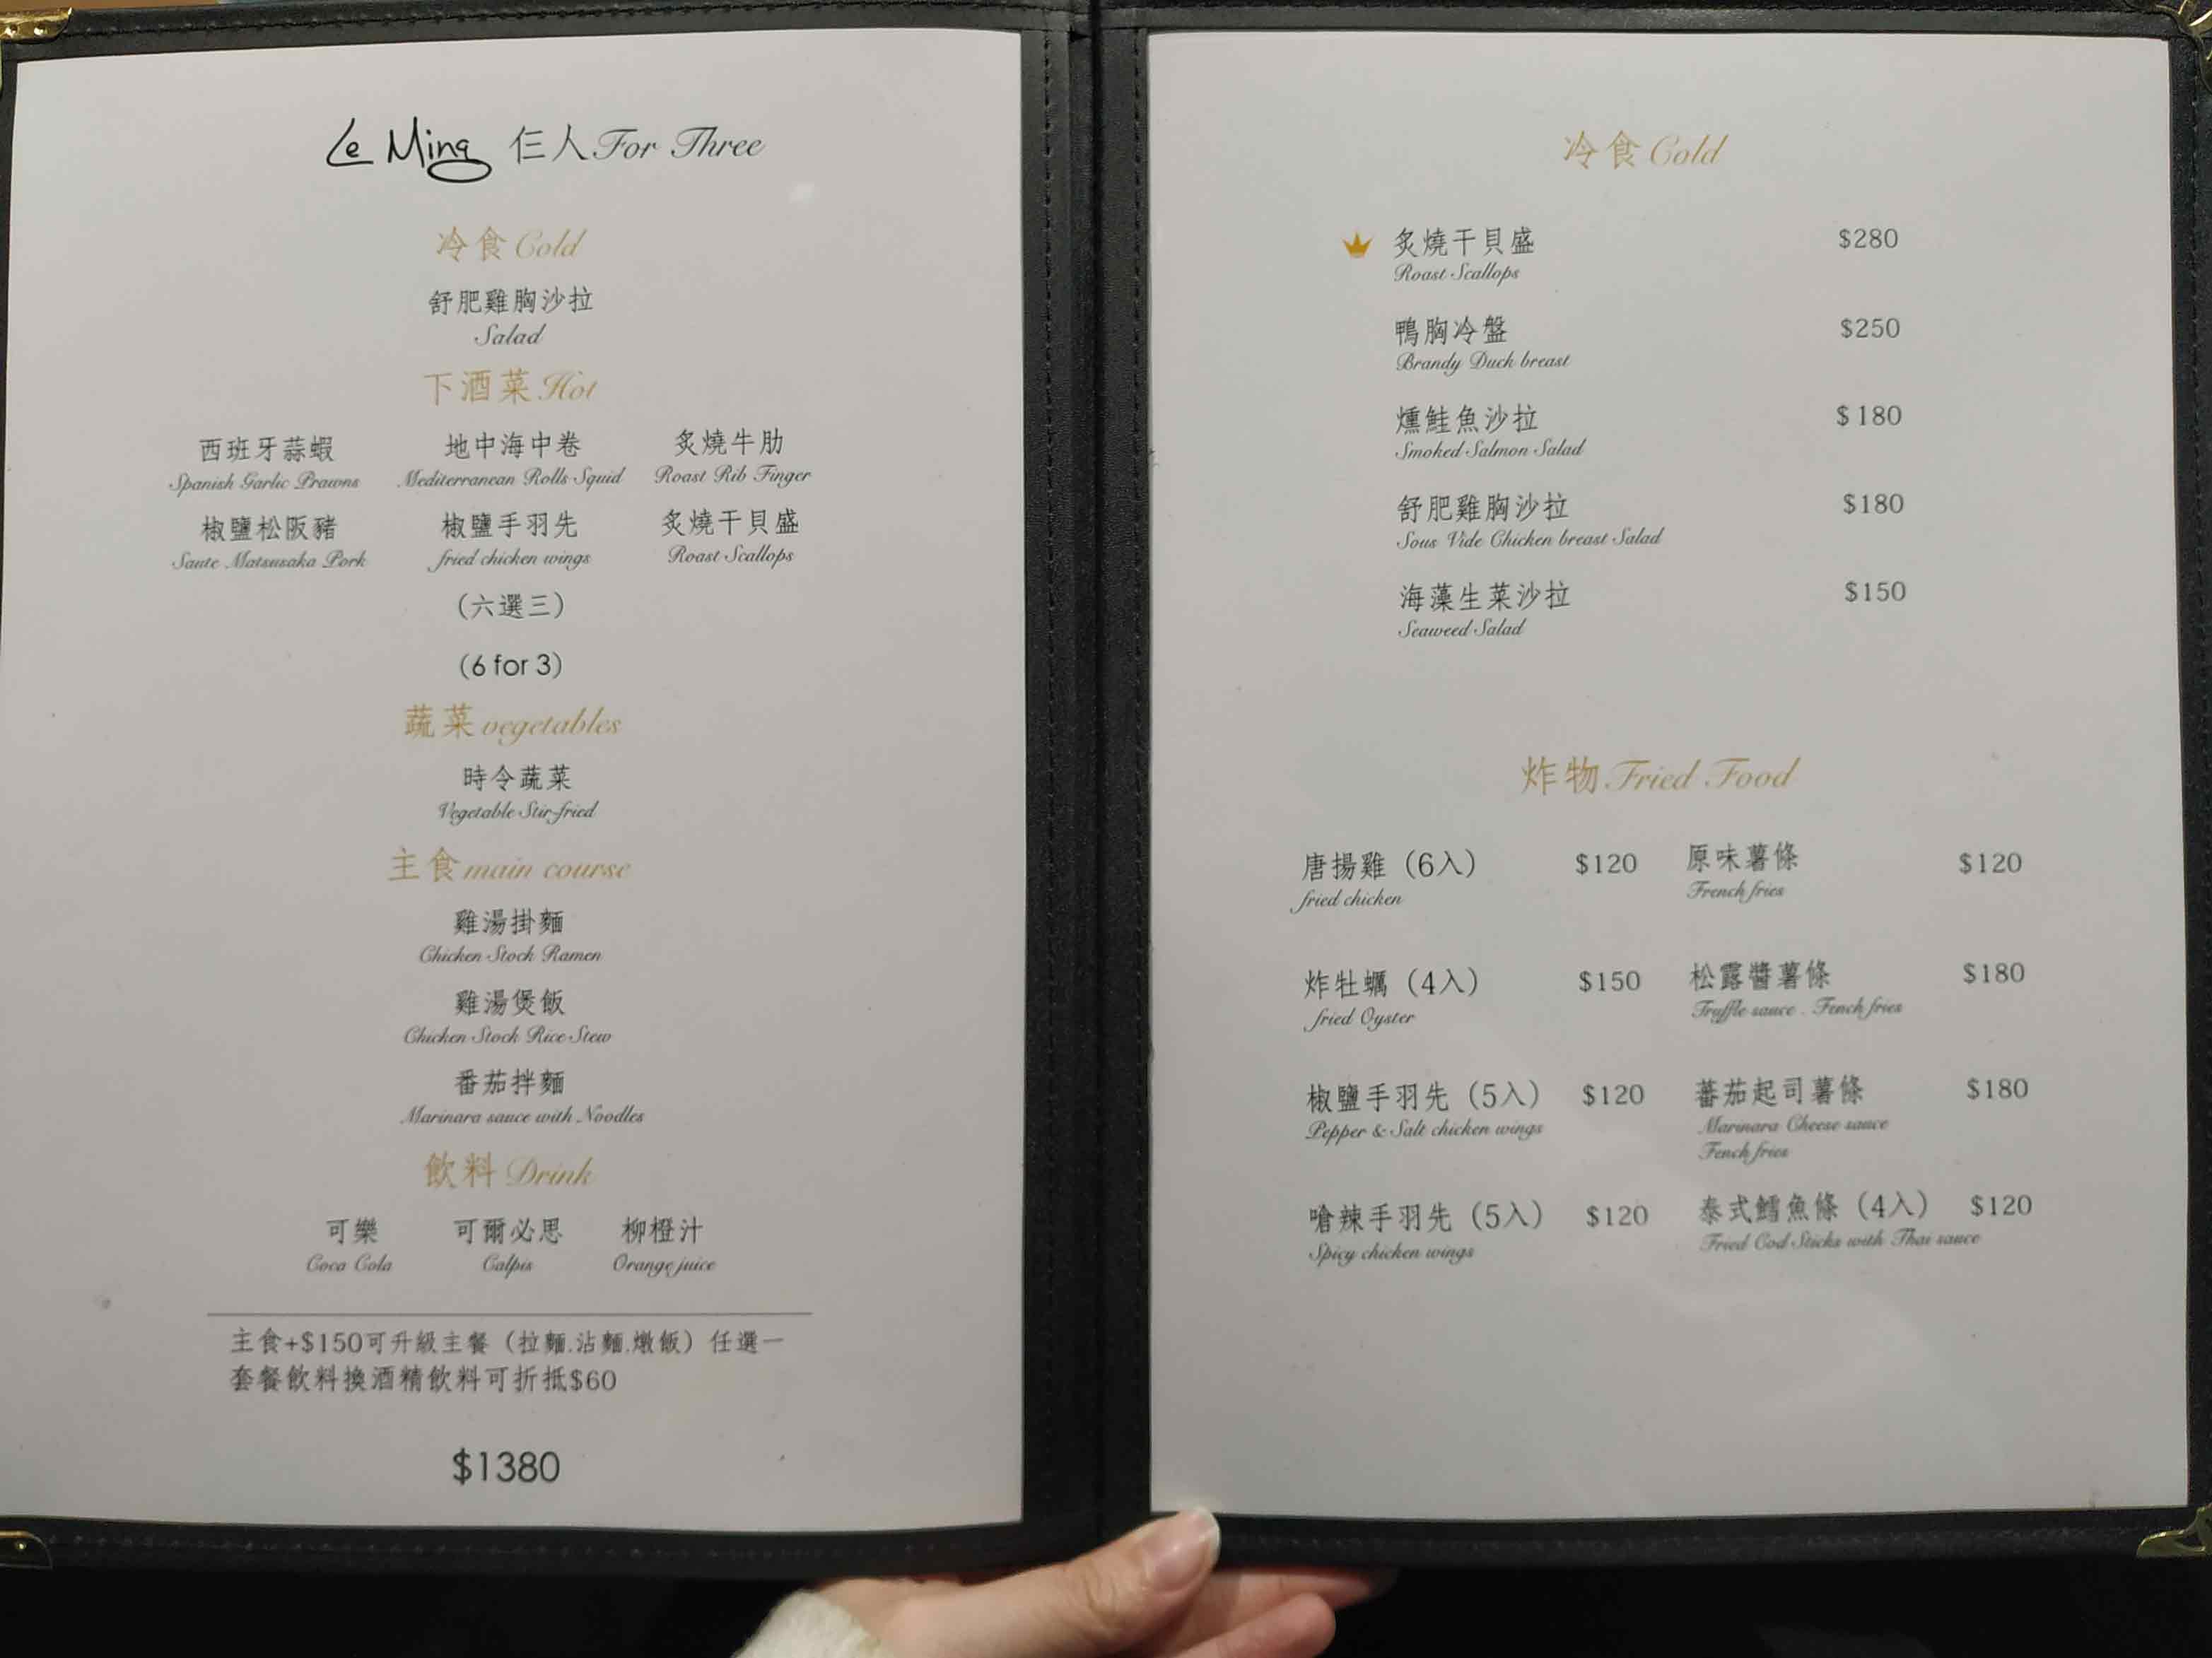 Le Ming 仨人 For Three
冷食 Cold
舒肥雞胸沙拉
Salad
下酒菜 Hot
西班牙蒜蝦 地中海中卷 炙燒牛肋
Spanish Garlic Prawns Mediterranean Rolls Squid Roast Rib Finger
椒鹽松阪豬 椒鹽手羽先 炙燒干貝盛
Saute Matsusaka Pork fried chicken wings Roast Scallops
(六選三)
(6 for 3)
蔬菜 vegetables
時令蔬菜
Vegetable Stir-fried
主食 main course
雞湯掛麵
Chicken Stock Ramen
雞湯煲飯
Chicken Stock Rice Stew
番茄拌麵
Marinara sauce with Noodles
飲料 Drink
可樂 可爾必思 柳橙汁
Coca Cola Calpis Orange juice
主食+$150可升級主餐（拉麵.沾麵.燉飯）任選一
套餐飲料換酒精飲料可折抵$60
$1380
冷食 Cold
炙燒干貝盛 $280
Roast Scallops
鴨胸冷盤 $250
Brandy Duck breast
燻鮭魚沙拉 $180
Smoked Salmon Salad
舒肥雞胸沙拉 $180
Sous Vide Chicken breast Salad
海藻生菜沙拉 $150
Seaweed Salad
炸物 Fried Food
唐揚雞（6入） $120 原味薯條 $120
fried chicken French fries
炸牡蠣（4入） $150 松露醬薯條 $180
fried Oyster Truffle sauce . Fench fries
椒鹽手羽先（5入） $120 蕃茄起司薯條 $180
Pepper & Salt chicken wings Marinara Cheese sauce
Fench fries
嗆辣手羽先（5入） $120 泰式鱈魚條（4入） $120
Spicy chicken wings Fried Cod Sticks with Thai sauce